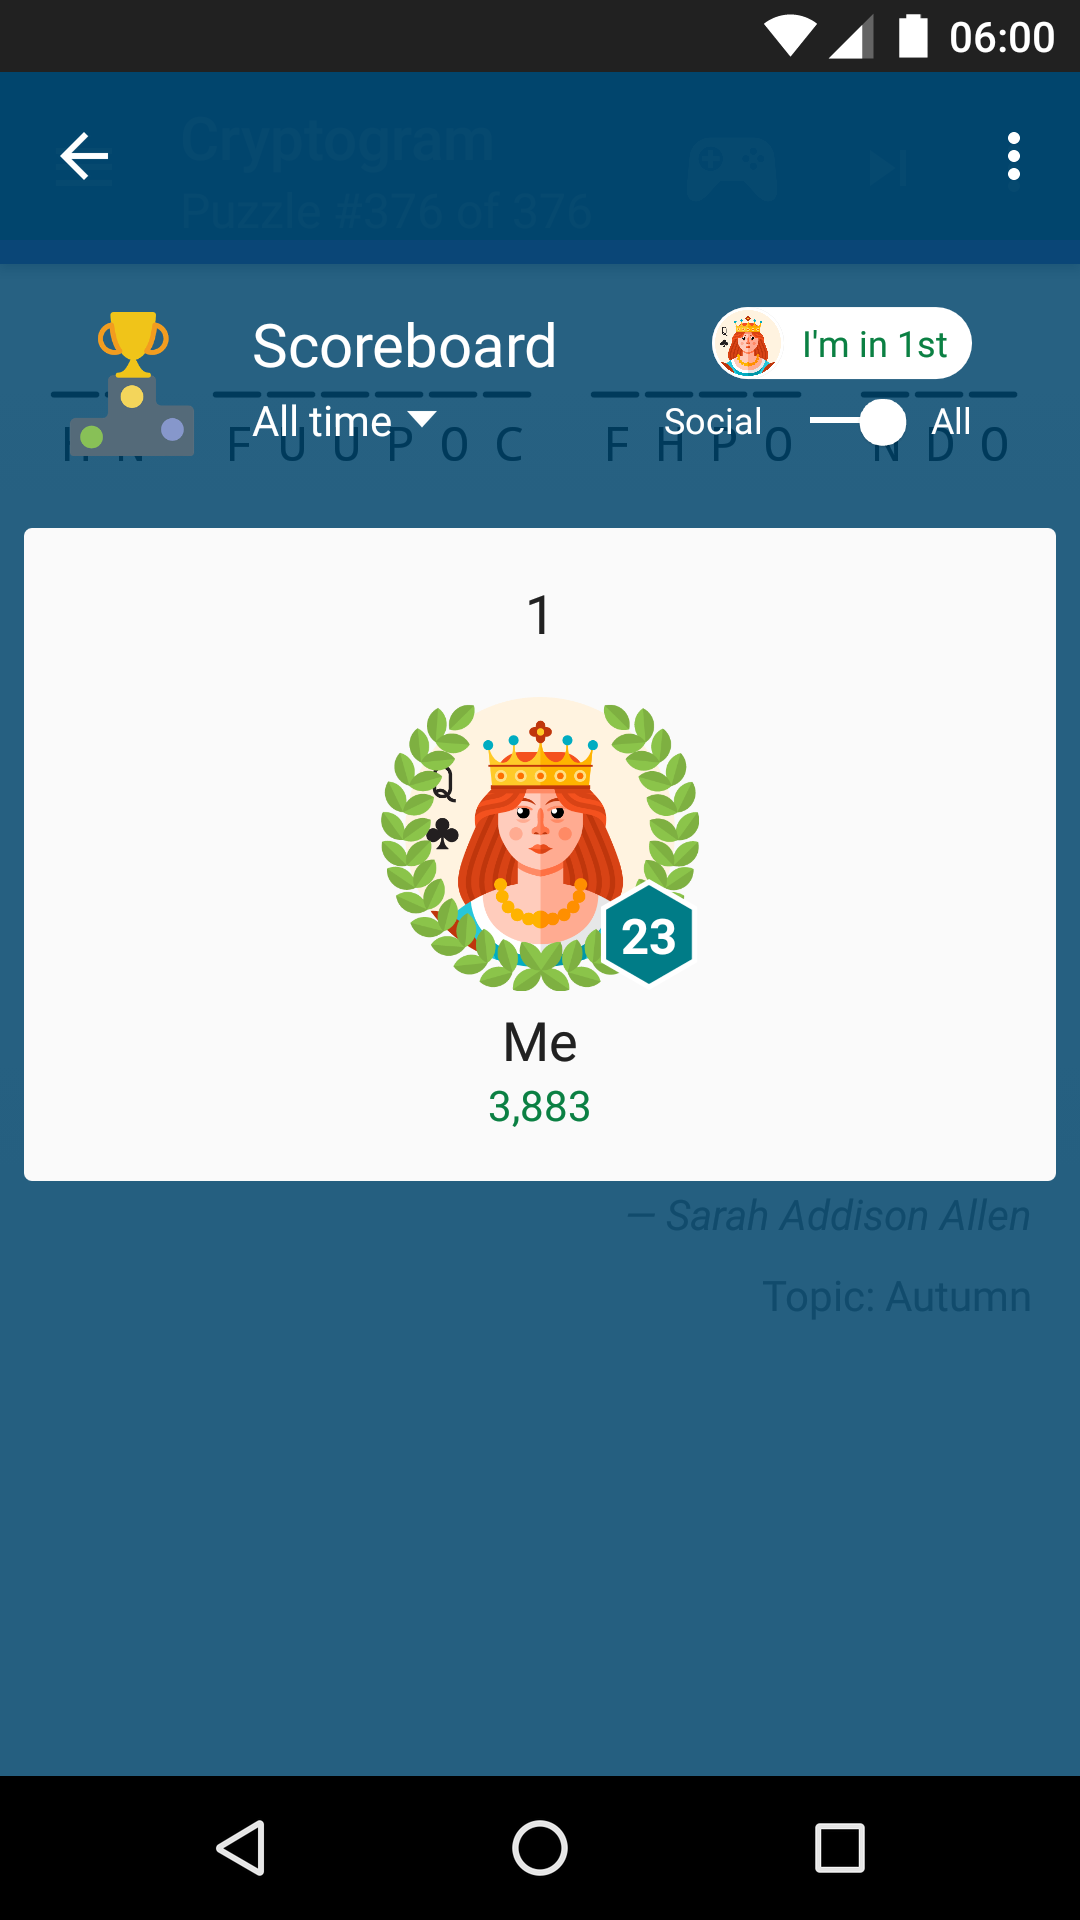 06:00
Cryptogram
Puzzle #376 of 376
Scoreboard
I'm in 1st
All time
Social
All
F U U P O C F H P O N D O
1
Q
23
Me
3,883
— Sarah Addison Allen
Topic: Autumn